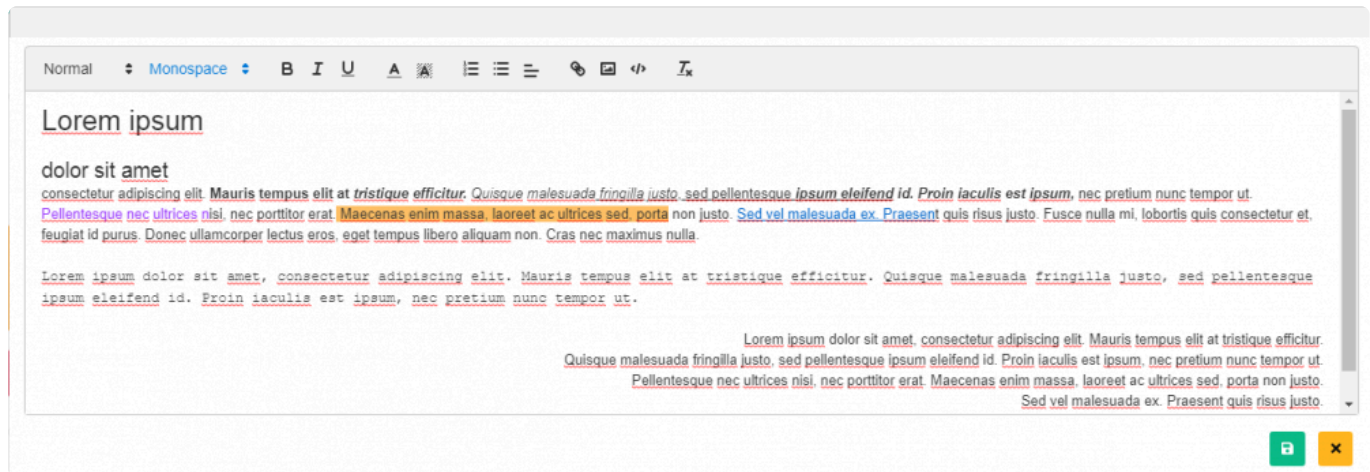 Normal Monospace B I U A A </> Tx
Lorem ipsum
dolor sit amet
consectetur adipiscing elit. Mauris tempus elit at tristique efficitur. Quisque malesuada fringilla justo, sed pellentesque ipsum eleifend id. Proin iaculis est ipsum, nec pretium nunc tempor ut.
Pellentesque nec ultrices nisi, nec porttitor erat. Maecenas enim massa, laoreet ac ultrices sed, porta non justo. Sed vel malesuada ex. Praesent quis risus justo. Fusce nulla mi, lobortis quis consectetur et,
feugiat id purus. Donec ullamcorper lectus eros, eget tempus libero aliquam non. Cras nec maximus nulla.
Lorem ipsum dolor sit amet, consectetur adipiscing elit. Mauris tempus elit at tristique efficitur. Quisque malesuada fringilla justo, sed pellentesque
ipsum eleifend id. Proin iaculis est ipsum, nec pretium nunc tempor ut.
Lorem ipsum dolor sit amet, consectetur adipiscing elit. Mauris tempus elit at tristique efficitur.
Quisque malesuada fringilla justo, sed pellentesque ipsum eleifend id. Proin iaculis est ipsum, nec pretium nunc tempor ut.
Pellentesque nec ultrices nisi, nec porttitor erat. Maecenas enim massa, laoreet ac ultrices sed, porta non justo.
Sed vel malesuada ex. Praesent quis risus justo.